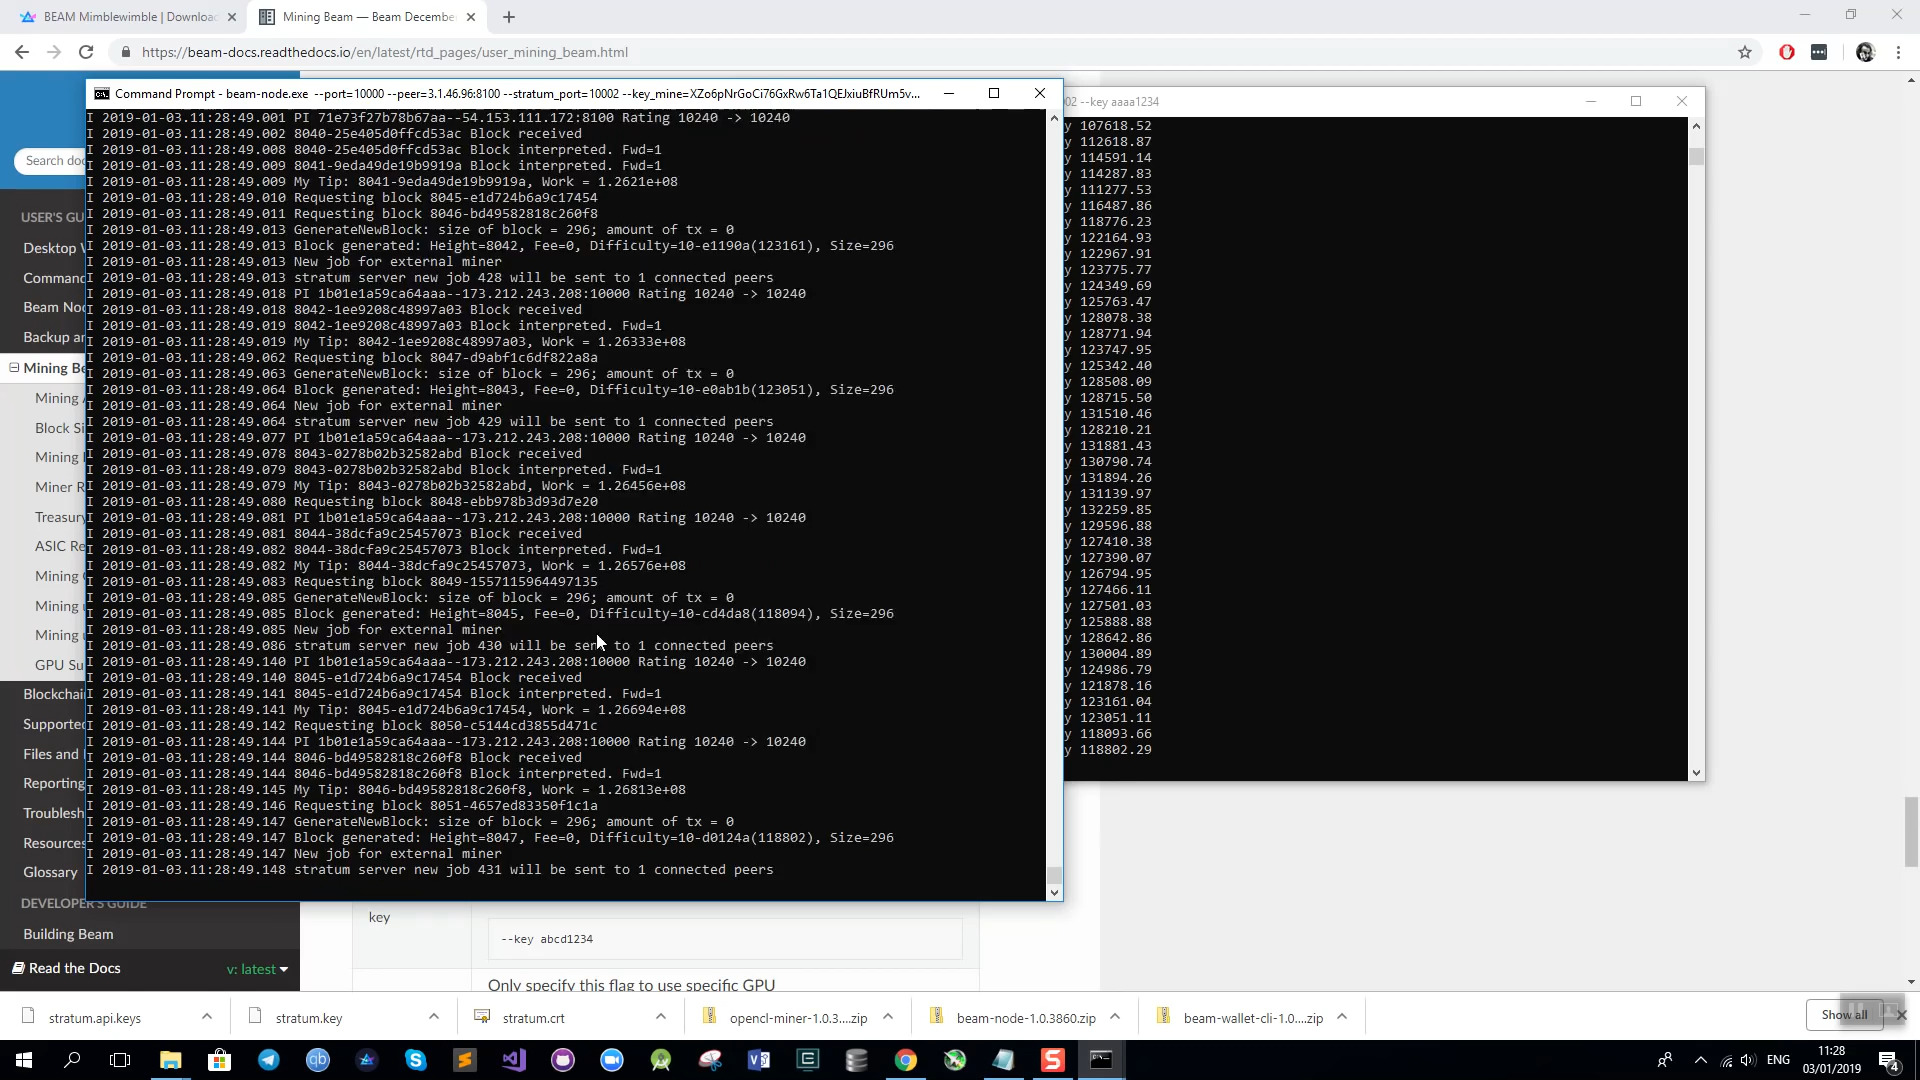 BEAM Mimblewimble | Downloa
Mining Beam — Beam December
https://beam-docs.readthedocs.io/en/latest/rtd_pages/user_mining_beam.html
Command Prompt - beam-node.exe --port=10000 --peer=3.1.46.96:8100 --stratum_port=10002 --key_mine=XZo6pNrGoCi76GxRw6Ta1QEJxiuBfRUm5v...
I 2019-01-03.11:28:49.001 PI 71e73f27b78b67aa--54.153.111.172:8100 Rating 10240 -> 10240
I 2019-01-03.11:28:49.002 8040-25e405d0ffcd53ac Block received
I 2019-01-03.11:28:49.008 8040-25e405d0ffcd53ac Block interpreted. Fwd=1
I 2019-01-03.11:28:49.009 8041-9eda49de19b9919a Block interpreted. Fwd=1
I 2019-01-03.11:28:49.009 My Tip: 8041-9eda49de19b9919a, Work = 1.2621e+08
I 2019-01-03.11:28:49.010 Requesting block 8045-e1d724b6a9c17454
I 2019-01-03.11:28:49.011 Requesting block 8046-bd49582818c260f8
I 2019-01-03.11:28:49.013 GenerateNewBlock: size of block = 296; amount of tx = 0
I 2019-01-03.11:28:49.013 Block generated: Height=8042, Fee=0, Difficulty=10-e1190a(123161), Size=296
I 2019-01-03.11:28:49.013 New job for external miner
I 2019-01-03.11:28:49.013 stratum server new job 428 will be sent to 1 connected peers
I 2019-01-03.11:28:49.018 PI 1b01e1a59ca64aaa--173.212.243.208:10000 Rating 10240 -> 10240
I 2019-01-03.11:28:49.018 8042-1ee9208c48997a03 Block received
I 2019-01-03.11:28:49.019 8042-1ee9208c48997a03 Block interpreted. Fwd=1
I 2019-01-03.11:28:49.019 My Tip: 8042-1ee9208c48997a03, Work = 1.26333e+08
I 2019-01-03.11:28:49.062 Requesting block 8047-d9abf1c6df822a8a
I 2019-01-03.11:28:49.063 GenerateNewBlock: size of block = 296; amount of tx = 0
I 2019-01-03.11:28:49.064 Block generated: Height=8043, Fee=0, Difficulty=10-e0ab1b(123051), Size=296
I 2019-01-03.11:28:49.064 New job for external miner
I 2019-01-03.11:28:49.064 stratum server new job 429 will be sent to 1 connected peers
I 2019-01-03.11:28:49.077 PI 1b01e1a59ca64aaa--173.212.243.208:10000 Rating 10240 -> 10240
I 2019-01-03.11:28:49.078 8043-0278b02b32582abd Block received
I 2019-01-03.11:28:49.079 8043-0278b02b32582abd Block interpreted. Fwd=1
I 2019-01-03.11:28:49.079 My Tip: 8043-0278b02b32582abd, Work = 1.26456e+08
I 2019-01-03.11:28:49.080 Requesting block 8048-ebb978b3d93d7e20
I 2019-01-03.11:28:49.081 PI 1b01e1a59ca64aaa--173.212.243.208:10000 Rating 10240 -> 10240
I 2019-01-03.11:28:49.081 8044-38dcfa9c25457073 Block received
I 2019-01-03.11:28:49.082 8044-38dcfa9c25457073 Block interpreted. Fwd=1
I 2019-01-03.11:28:49.082 My Tip: 8044-38dcfa9c25457073, Work = 1.26576e+08
I 2019-01-03.11:28:49.083 Requesting block 8049-1557115964497135
I 2019-01-03.11:28:49.085 GenerateNewBlock: size of block = 296; amount of tx = 0
I 2019-01-03.11:28:49.085 Block generated: Height=8045, Fee=0, Difficulty=10-cd4da8(118094), Size=296
I 2019-01-03.11:28:49.085 New job for external miner
I 2019-01-03.11:28:49.086 stratum server new job 430 will be sent to 1 connected peers
I 2019-01-03.11:28:49.140 PI 1b01e1a59ca64aaa--173.212.243.208:10000 Rating 10240 -> 10240
I 2019-01-03.11:28:49.140 8045-e1d724b6a9c17454 Block received
I 2019-01-03.11:28:49.141 8045-e1d724b6a9c17454 Block interpreted. Fwd=1
I 2019-01-03.11:28:49.141 My Tip: 8045-e1d724b6a9c17454, Work = 1.26694e+08
I 2019-01-03.11:28:49.142 Requesting block 8050-c5144cd3855d471c
I 2019-01-03.11:28:49.144 PI 1b01e1a59ca64aaa--173.212.243.208:10000 Rating 10240 -> 10240
I 2019-01-03.11:28:49.144 8046-bd49582818c260f8 Block received
I 2019-01-03.11:28:49.144 8046-bd49582818c260f8 Block interpreted. Fwd=1
I 2019-01-03.11:28:49.145 My Tip: 8046-bd49582818c260f8, Work = 1.26813e+08
I 2019-01-03.11:28:49.146 Requesting block 8051-4657ed83350f1c1a
I 2019-01-03.11:28:49.147 GenerateNewBlock: size of block = 296; amount of tx = 0
I 2019-01-03.11:28:49.147 Block generated: Height=8047, Fee=0, Difficulty=10-d0124a(118802), Size=296
I 2019-01-03.11:28:49.147 New job for external miner
I 2019-01-03.11:28:49.148 stratum server new job 431 will be sent to 1 connected peers
02 --key aaaa1234
y 107618.52
y 112618.87
y 114591.14
y 114287.83
y 111277.53
y 116487.86
y 118776.23
y 122164.93
y 122967.91
y 123775.77
y 124349.69
y 125763.47
y 128078.38
y 128771.94
y 123747.95
y 125342.40
y 128508.09
y 128715.50
y 131510.46
y 128210.21
y 131881.43
y 130790.74
y 131894.26
y 131139.97
y 132259.85
y 129596.88
y 127410.38
y 127390.07
y 126794.95
y 127466.11
y 127501.03
y 125888.88
y 128642.86
y 130004.89
y 124986.79
y 121878.16
y 123161.04
y 123051.11
y 118093.66
y 118802.29
Search doc
USER'S GU
Desktop W
Comman
Beam No
Backup an
Mining Be
Mining A
Block Si
Mining
Miner R
Treasury
ASIC Re
Mining
Mining
Mining
GPU Su
Blockchai
Supported
Files and
Reporting
Troublesh
Resources
Glossary
DEVELOPER'S GUIDE
Building Beam
Read the Docs
v: latest
key
--key abcd1234
Only specify this flag to use specific GPU
stratum.api.keys
stratum.key
stratum.crt
opencl-miner-1.0.3....zip
beam-node-1.0.3860.zip
beam-wallet-cli-1.0....zip
Show all
ENG
11:28
03/01/2019
4